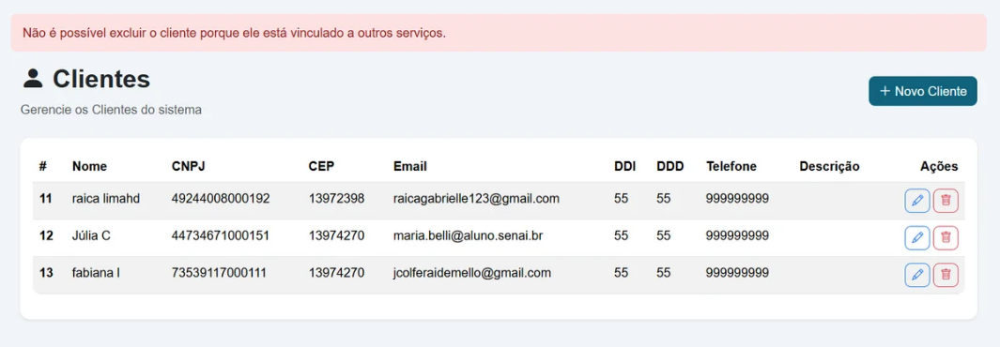 Não é possível excluir o cliente porque ele está vinculado a outros serviços.
Clientes
Gerencie os Clientes do sistema
+ Novo Cliente
# Nome CNPJ CEP Email DDI DDD Telefone Descrição Ações
11 raica limahd 49244008000192 13972398 raicagabrielle123@gmail.com 55 55 999999999
12 Júlia C 44734671000151 13974270 maria.belli@aluno.senai.br 55 55 999999999
13 fabiana l 73539117000111 13974270 jcolferaidemello@gmail.com 55 55 999999999